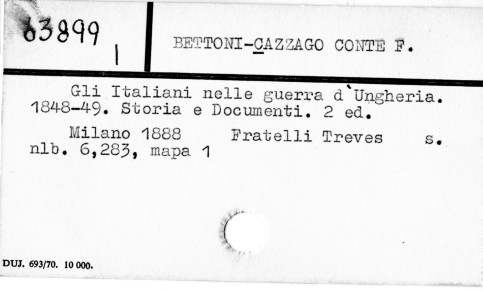 63899
1
BETTONI-CAZZAGO CONTE F.
Gli Italiani nelle guerra d`Ungheria.
1848-49. Storia e Documenti. 2 ed.
Milano 1888 Fratelli Treves s.
nlb. 6,283, mapa 1
DUJ. 693/70. 10 000.